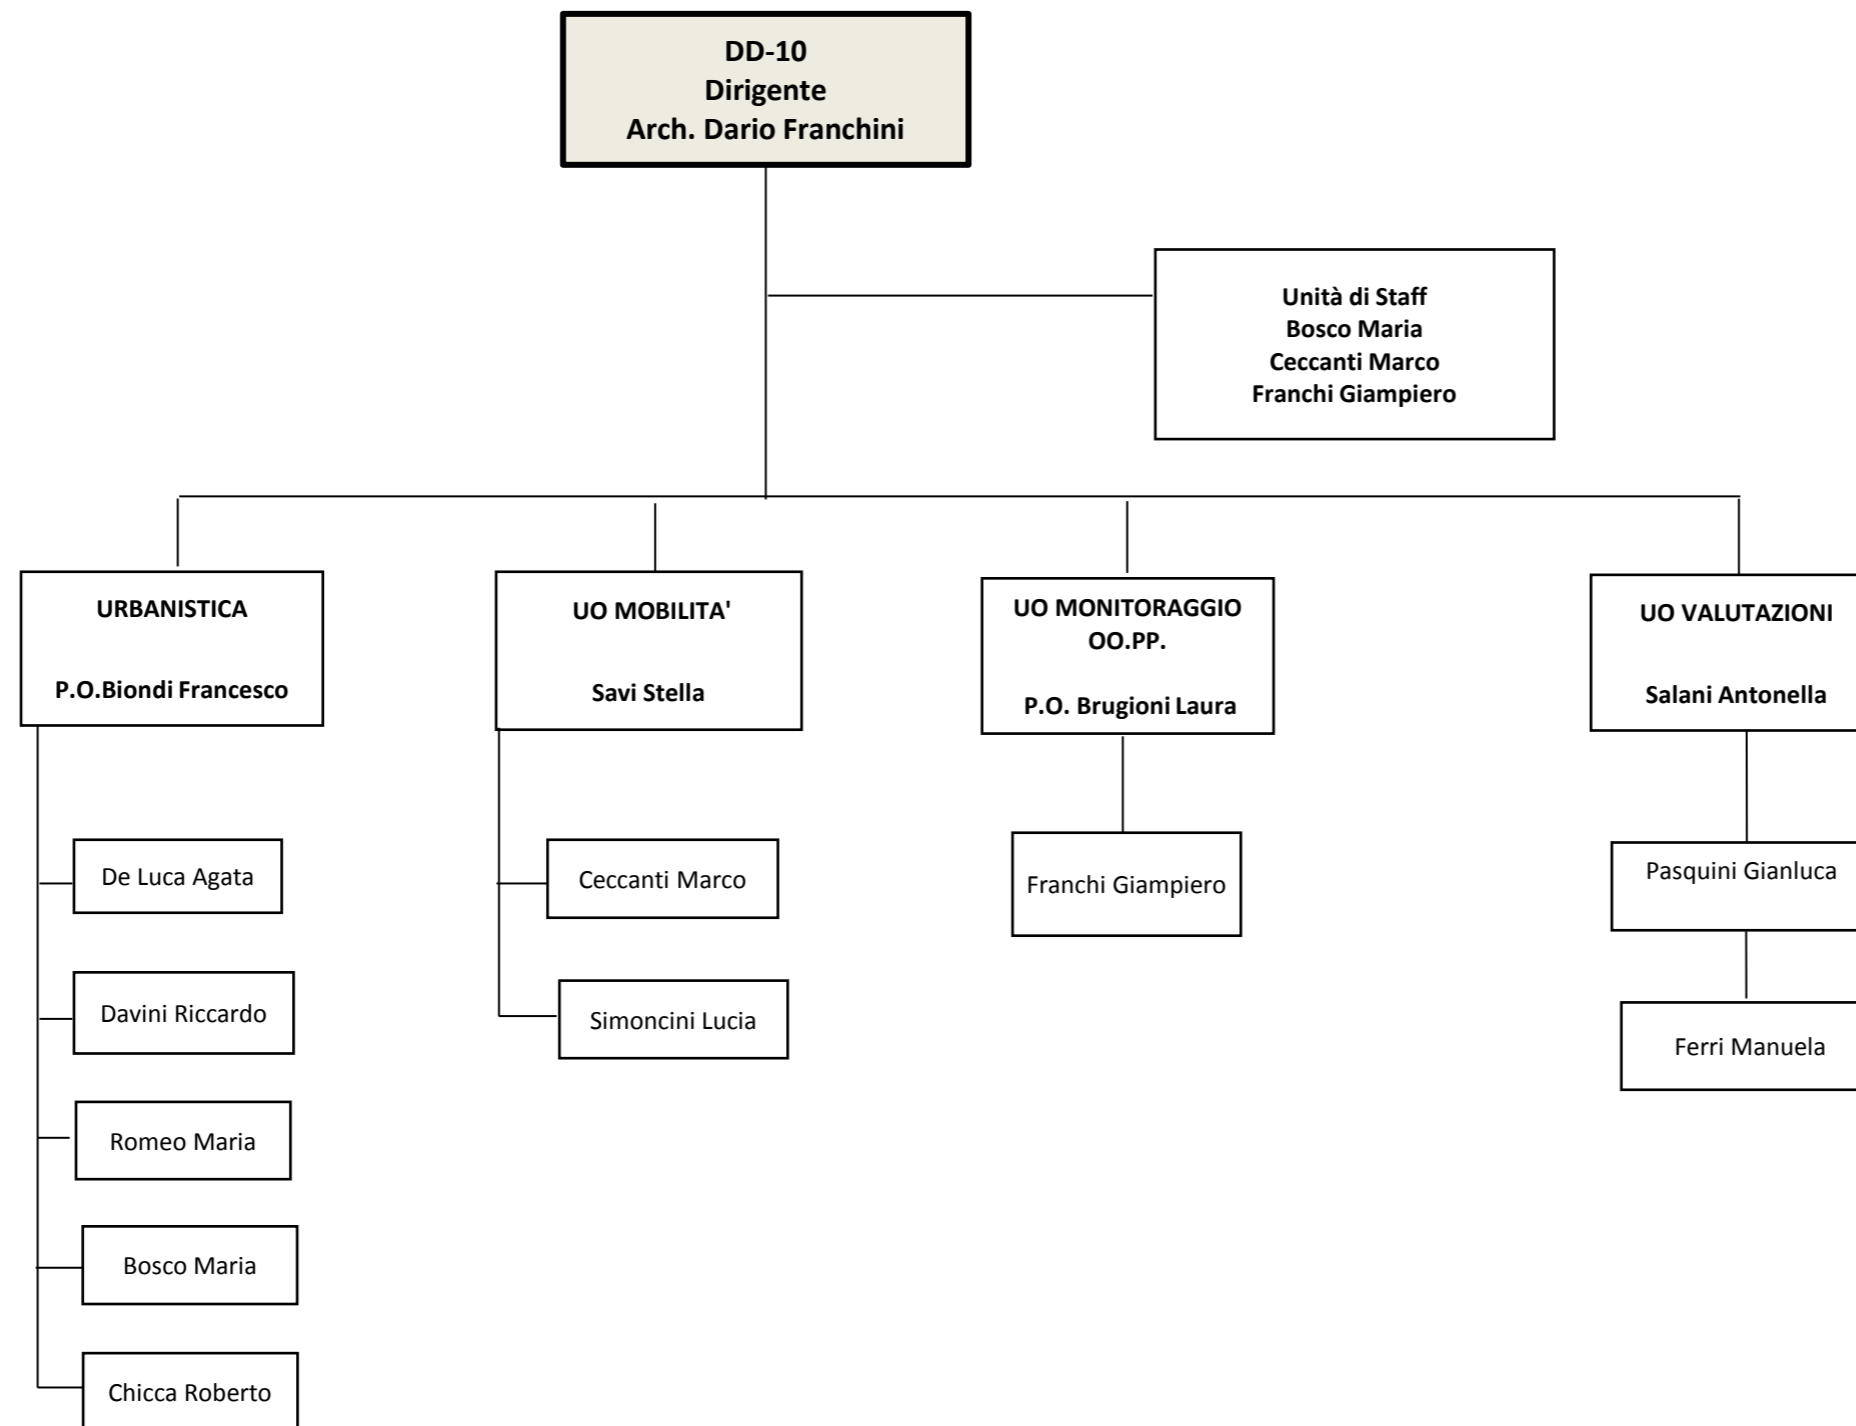 DD-10
Dirigente
Arch. Dario Franchini
Unità di Staff
Bosco Maria
Ceccanti Marco
Franchi Giampiero
URBANISTICA
P.O.Biondi Francesco
UO MOBILITA'
Savi Stella
UO MONITORAGGIO
OO.PP.
P.O. Brugioni Laura
UO VALUTAZIONI
Salani Antonella
De Luca Agata
Davini Riccardo
Romeo Maria
Bosco Maria
Chicca Roberto
Ceccanti Marco
Simoncini Lucia
Franchi Giampiero
Pasquini Gianluca
Ferri Manuela